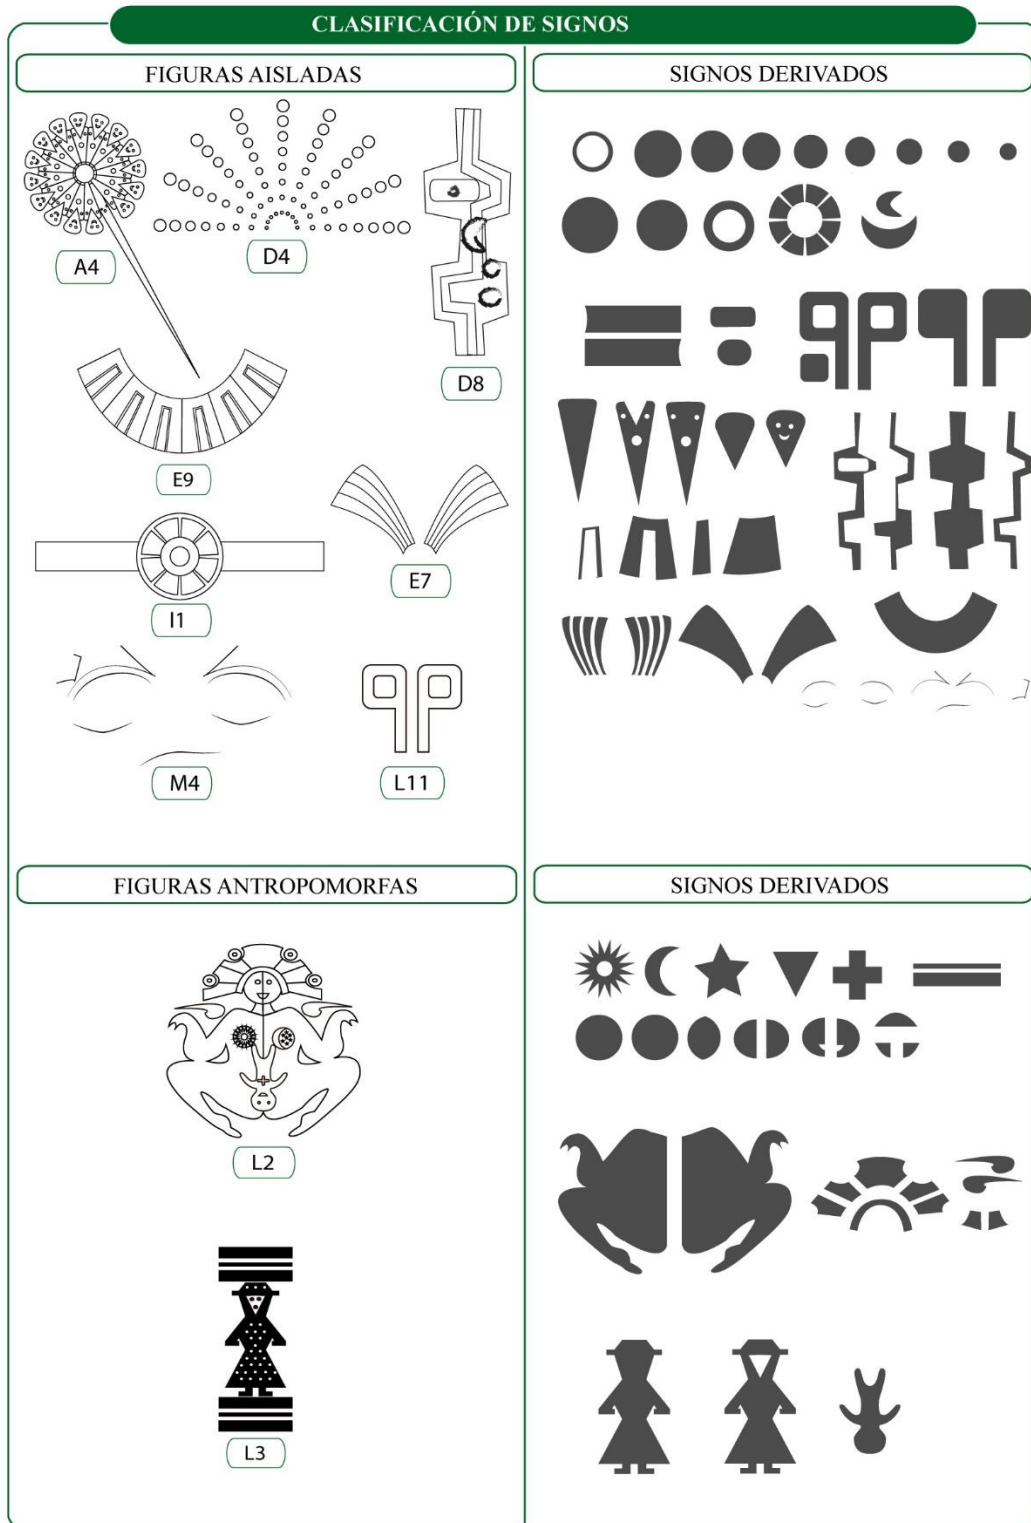 CLASIFICACIÓN DE SIGNOS
FIGURAS AISLADAS
SIGNOS DERIVADOS
A4
D4
D8
E9
E7
I1
M4
L11
FIGURAS ANTROPOMORFAS
SIGNOS DERIVADOS
L2
L3